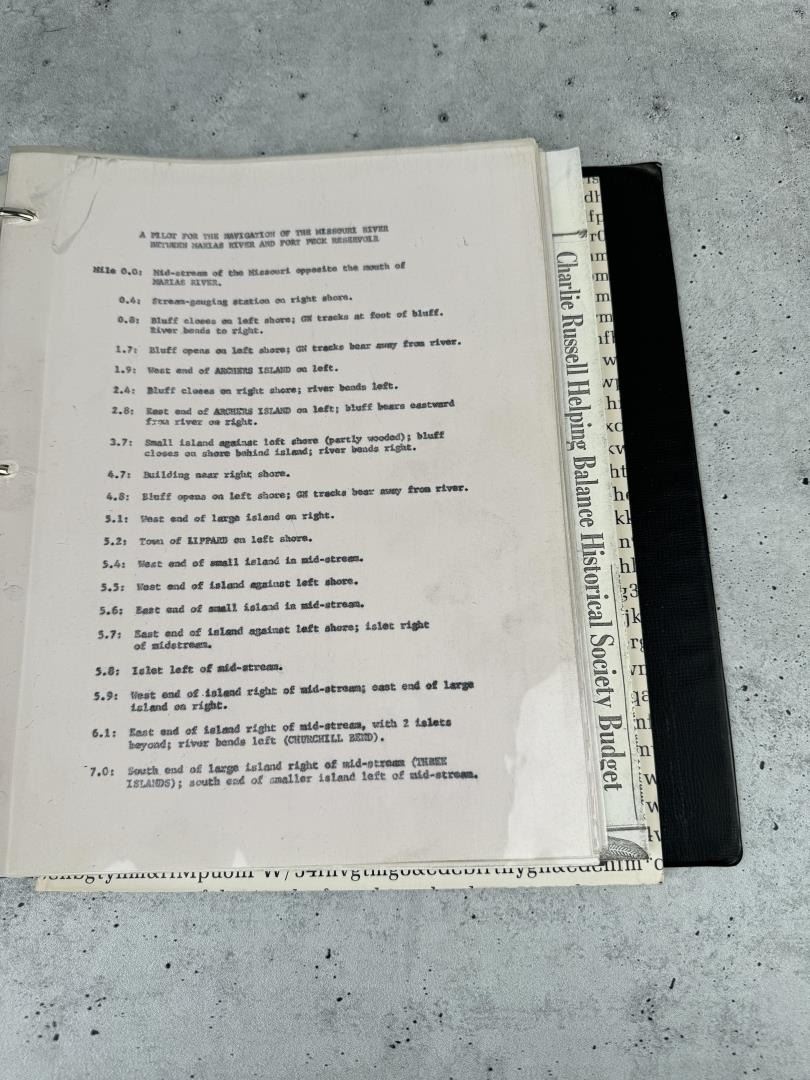 A PILOT FOR THE NAVIGATION OF THE MISSOURI RIVER
BETWEEN MARIAS RIVER AND FORT PECK RESERVOIR
Mile 0.0: Mid-stream of the Missouri opposite the mouth of
MARIAS RIVER.
0.4: Stream-gauging station on right shore.
0.8: Bluff closes on left shore; GN tracks at foot of bluff.
River bends to right.
1.7: Bluff opens on left shore; GN tracks bear away from river.
1.9: West end of ARCHERS ISLAND on left.
2.4: Bluff closes on right shore; river bends left.
2.8: East end of ARCHERS ISLAND on left; bluff bears eastward
from river on right.
3.7: Small island against left shore (partly wooded); bluff
closes on shore behind island; river bends right.
4.7: Building near right shore.
4.8: Bluff opens on left shore; GN tracks bear away from river.
5.1: West end of large island on right.
5.2: Town of LIPPARD on left shore.
5.4: West end of small island in mid-stream.
5.5: West end of island against left shore.
5.6: East end of small island in mid-stream.
5.7: East end of island against left shore; islet right
of midstream.
5.8: Islet left of mid-stream.
5.9: West end of island right of mid-stream; east end of large
island on right.
6.1: East end of island right of mid-stream, with 2 islets
beyond; river bends left (CHURCHILL BEND).
7.0: South end of large island right of mid-stream (THREE
ISLANDS); south end of smaller island left of mid-stream.
Charlie Russell Helping Balance Historical Society Budget